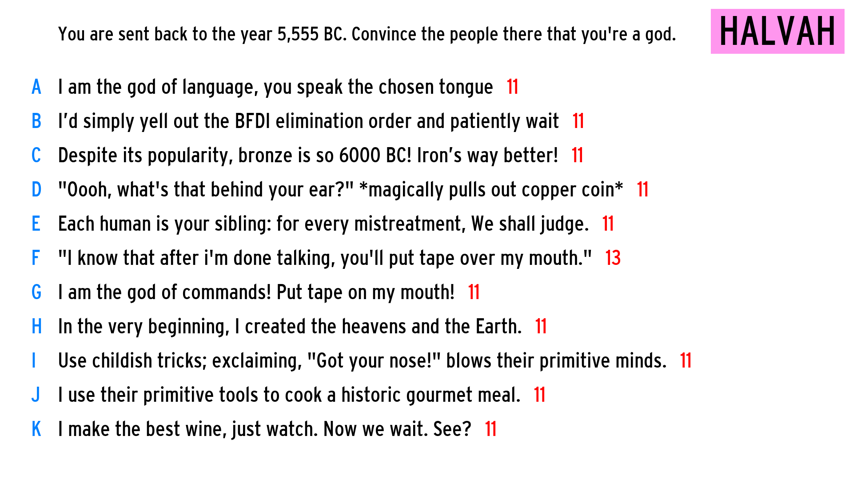 You are sent back to the year 5,555 BC. Convince the people there that you're a god.
HALVAH
A I am the god of language, you speak the chosen tongue 11
B I’d simply yell out the BFDI elimination order and patiently wait 11
C Despite its popularity, bronze is so 6000 BC! Iron’s way better! 11
D "Oooh, what's that behind your ear?" *magically pulls out copper coin* 11
E Each human is your sibling: for every mistreatment, We shall judge. 11
F "I know that after i'm done talking, you'll put tape over my mouth." 13
G I am the god of commands! Put tape on my mouth! 11
H In the very beginning, I created the heavens and the Earth. 11
I Use childish tricks; exclaiming, "Got your nose!" blows their primitive minds. 11
J I use their primitive tools to cook a historic gourmet meal. 11
K I make the best wine, just watch. Now we wait. See? 11